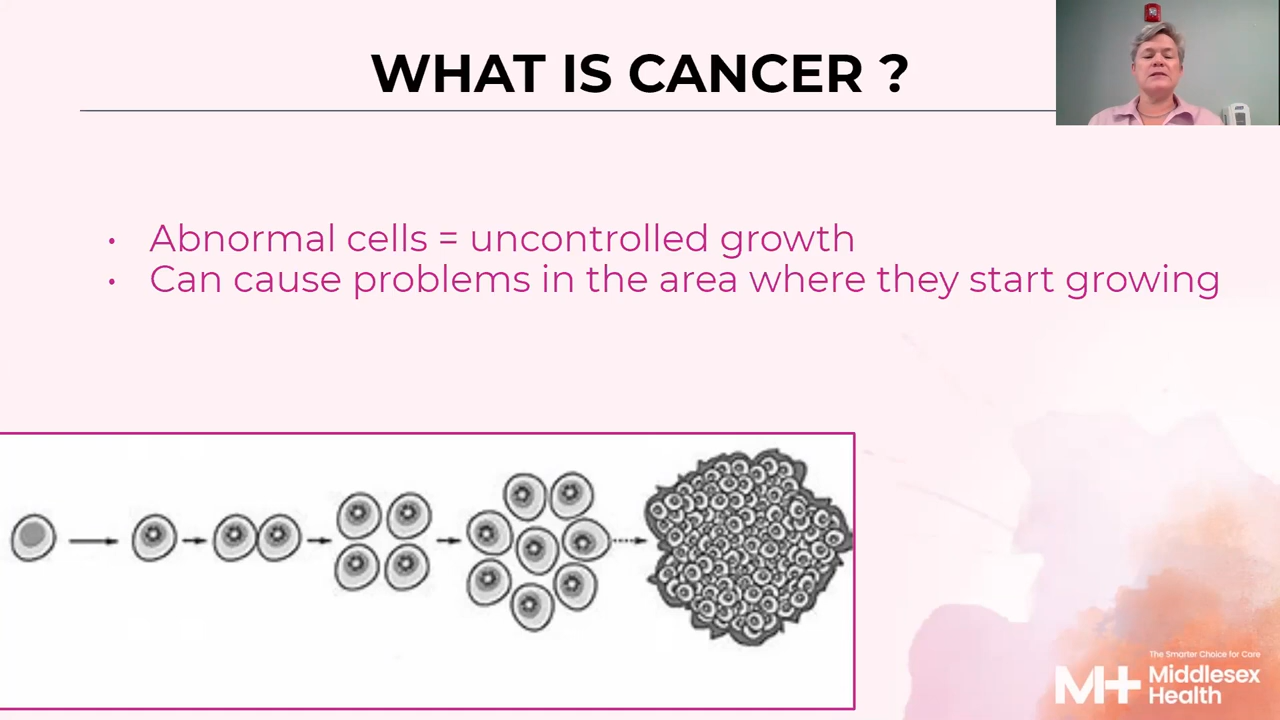 WHAT IS CANCER ?
• Abnormal cells = uncontrolled growth
• Can cause problems in the area where they start growing
The Smarter Choice for Care
M+ Middlesex
Health